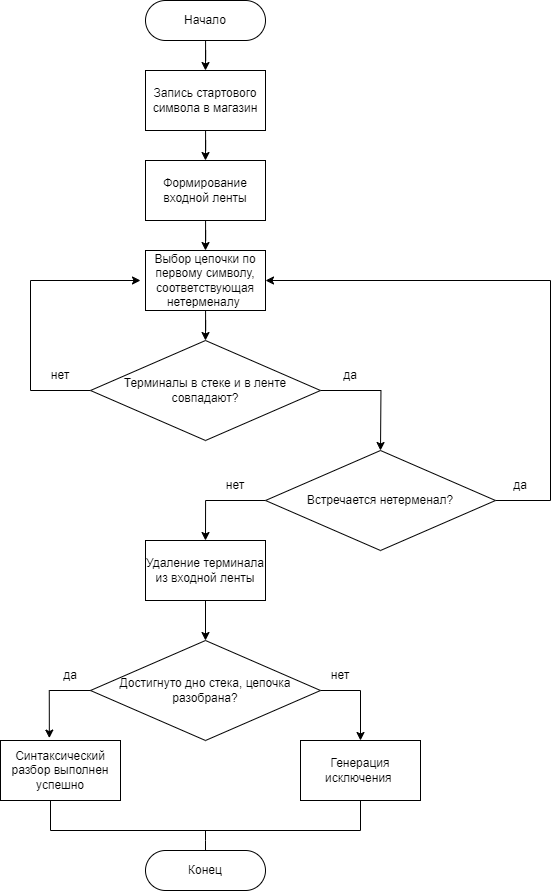 Начало
Запись стартового
символа в магазин
Формирование
входной ленты
Выбор цепочки по
первому символу,
соответствующая
нетерменалу
нет
Терминалы в стеке и в ленте
совпадают?
да
нет
Встречается нетерменал?
да
Удаление терминала
из входной ленты
да
Достигнуто дно стека, цепочка
разобрана?
нет
Синтаксический
разбор выполнен
успешно
Генерация
исключения
Конец